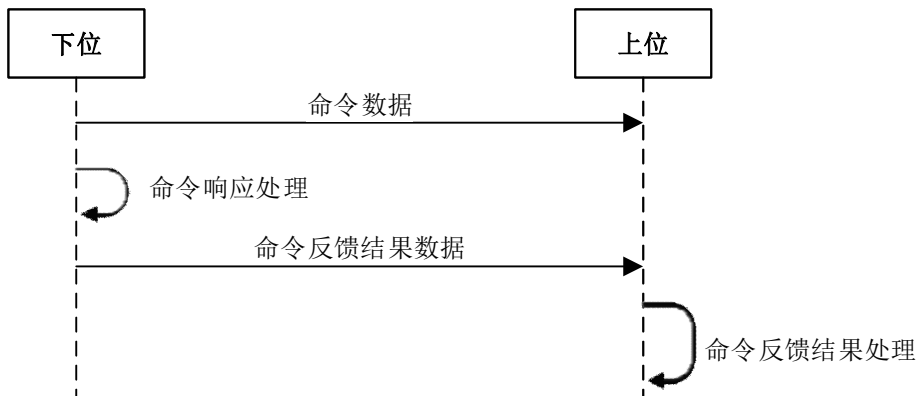 下位
上位
命令数据
命令响应处理
命令反馈结果数据
命令反馈结果处理